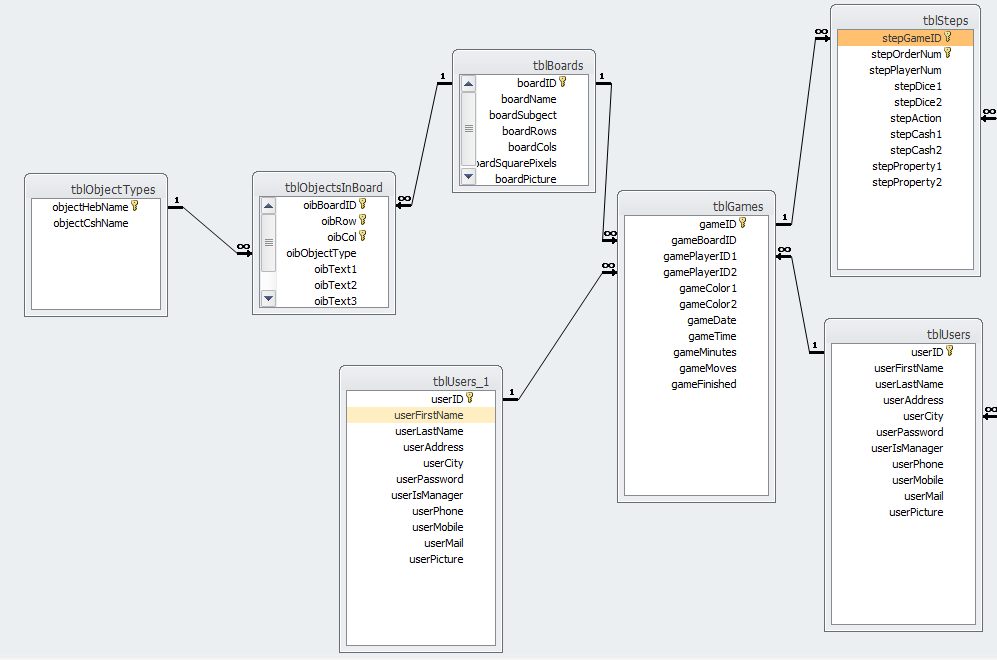 tblObjectTypes
objectHebName
objectCshName
tblObjectsInBoard
oibBoardID
oibRow
oibCol
oibObjectType
oibText1
oibText2
oibText3
tblBoards
boardID
boardName
boardSubgect
boardRows
boardCols
oardSquarePixels
boardPicture
tblUsers_1
userID
userFirstName
userLastName
userAddress
userCity
userPassword
userIsManager
userPhone
userMobile
userMail
userPicture
tblGames
gameID
gameBoardID
gamePlayerID1
gamePlayerID2
gameColor1
gameColor2
gameDate
gameTime
gameMinutes
gameMoves
gameFinished
tblSteps
stepGameID
stepOrderNum
stepPlayerNum
stepDice1
stepDice2
stepAction
stepCash1
stepCash2
stepProperty1
stepProperty2
tblUsers
userID
userFirstName
userLastName
userAddress
userCity
userPassword
userIsManager
userPhone
userMobile
userMail
userPicture
1
∞
1
∞
1
∞
1
∞
1
∞
1
∞
∞
∞